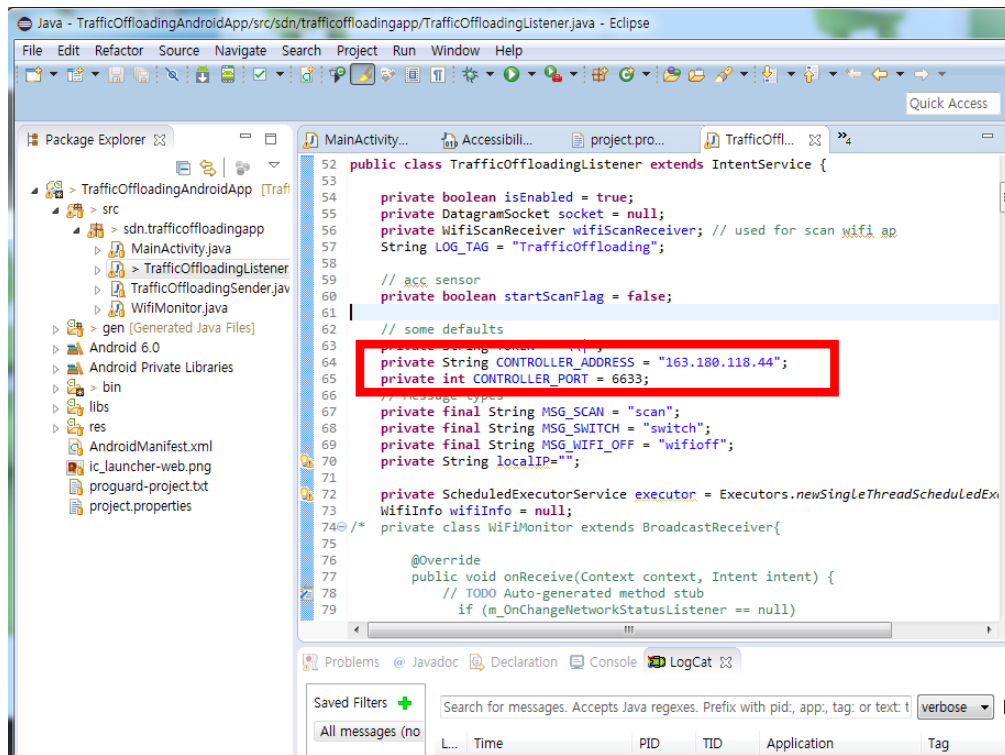 Java - TrafficOffloadingAndroidApp/src/sdn/trafficoffloadingapp/TrafficOffloadingListener.java - Eclipse
File Edit Refactor Source Navigate Search Project Run Window Help
Quick Access
Package Explorer
MainActivity... Accessibili... project.pro... TrafficOffl... »4
> TrafficOffloadingAndroidApp [Traff
> src
> sdn.trafficoffloadingapp
MainActivity.java
> TrafficOffloadingListener
TrafficOffloadingSender.jav
WifiMonitor.java
> gen [Generated Java Files]
Android 6.0
Android Private Libraries
> bin
libs
res
AndroidManifest.xml
ic_launcher-web.png
proguard-project.txt
project.properties
52 public class TrafficOffloadingListener extends IntentService {
53
54 private boolean isEnabled = true;
55 private DatagramSocket socket = null;
56 private WifiScanReceiver wifiScanReceiver; // used for scan wifi ap
57 String LOG_TAG = "TrafficOffloading";
58
59 // acc sensor
60 private boolean startScanFlag = false;
61
62 // some defaults
63 private String TOKEN
64 private String CONTROLLER_ADDRESS = "163.180.118.44";
65 private int CONTROLLER_PORT = 6633;
66 // Message types
67 private final String MSG_SCAN = "scan";
68 private final String MSG_SWITCH = "switch";
69 private final String MSG_WIFI_OFF = "wifioff";
70 private String localIP="";
71
72 private ScheduledExecutorService executor = Executors.newSingleThreadScheduledEx
73 WifiInfo wifiInfo = null;
74 /* private class WiFiMonitor extends BroadcastReceiver{
75
76 @Override
77 public void onReceive(Context context, Intent intent) {
78 // TODO Auto-generated method stub
79 if (m_OnChangeNetworkStatusListener == null)
Problems @ Javadoc Declaration Console LogCat
Saved Filters
All messages (no
Search for messages. Accepts Java regexes. Prefix with pid:, app:, tag: or text: t verbose
L... Time PID TID Application Tag